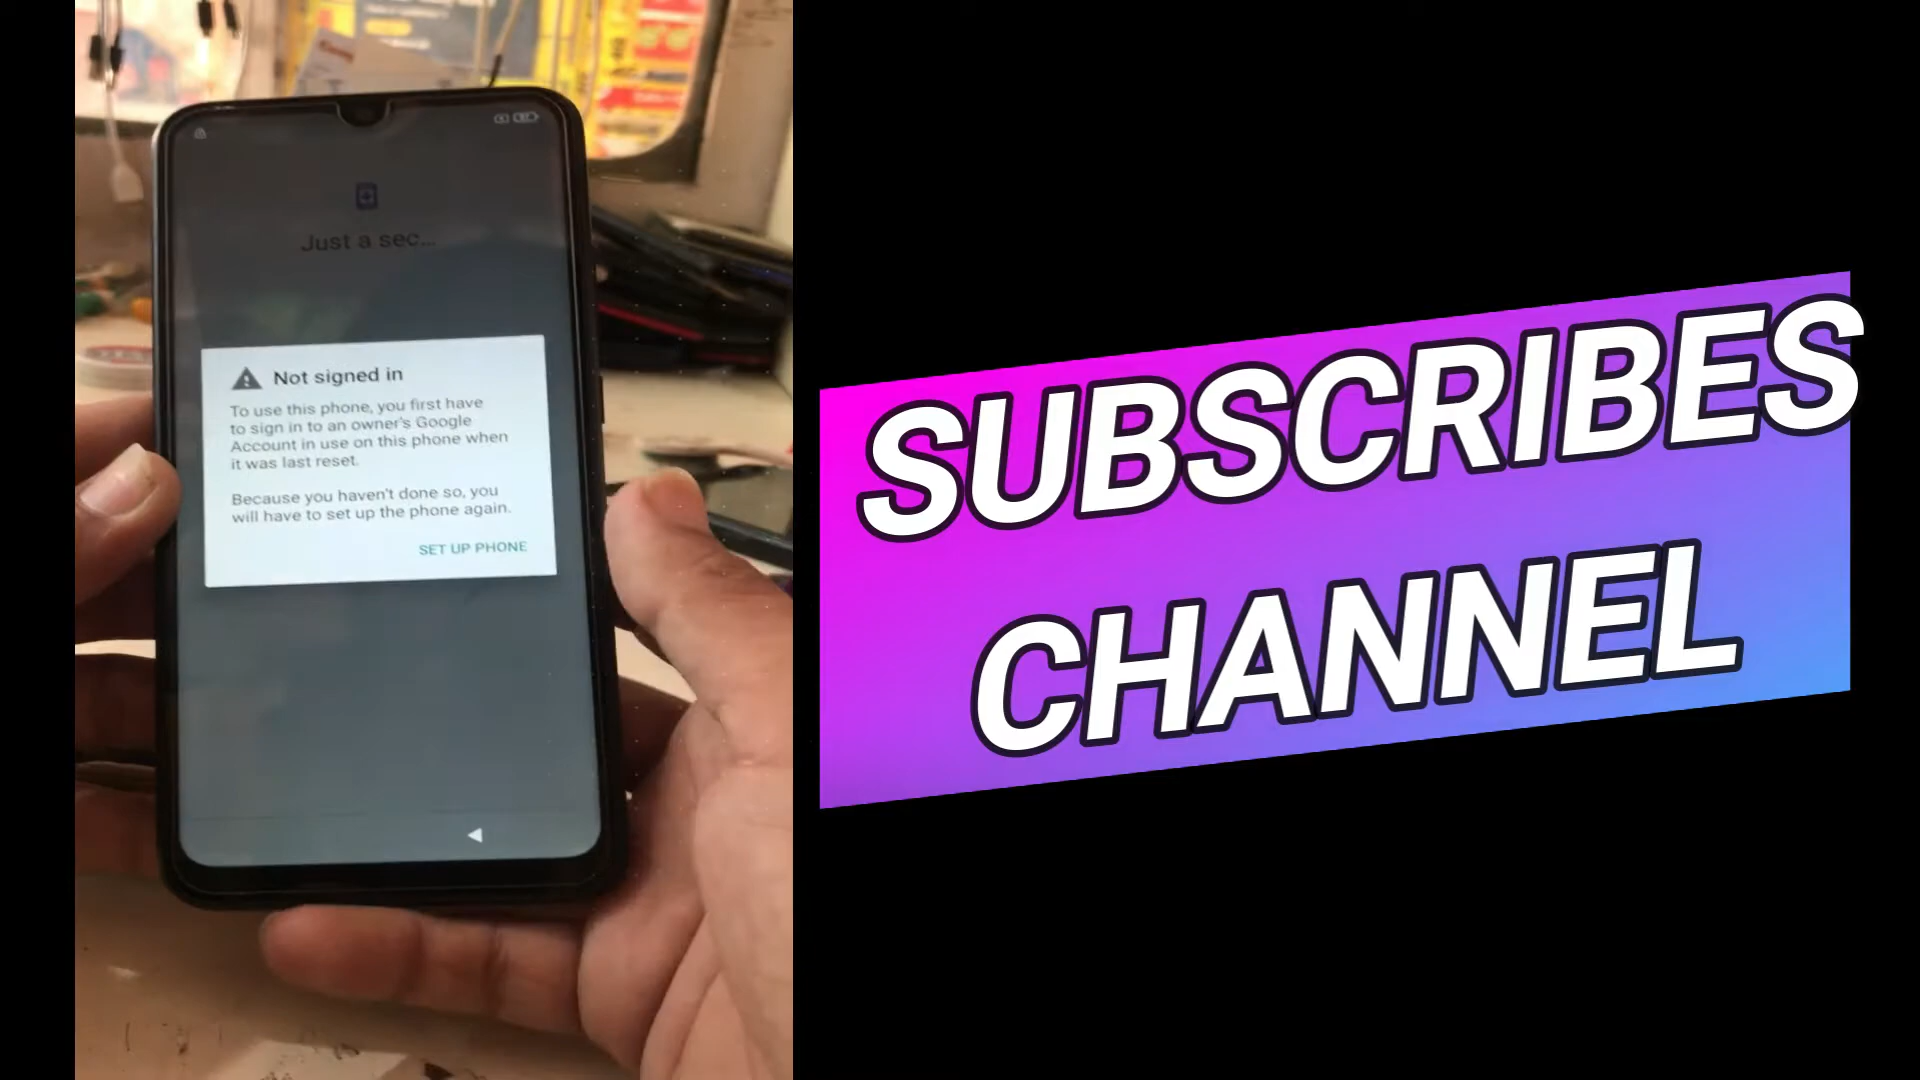 Just a sec...
Not signed in
To use this phone, you first have
to sign in to an owner's Google
Account in use on this phone when
it was last reset.
Because you haven't done so, you
will have to set up the phone again.
SET UP PHONE
SUBSCRIBES
CHANNEL